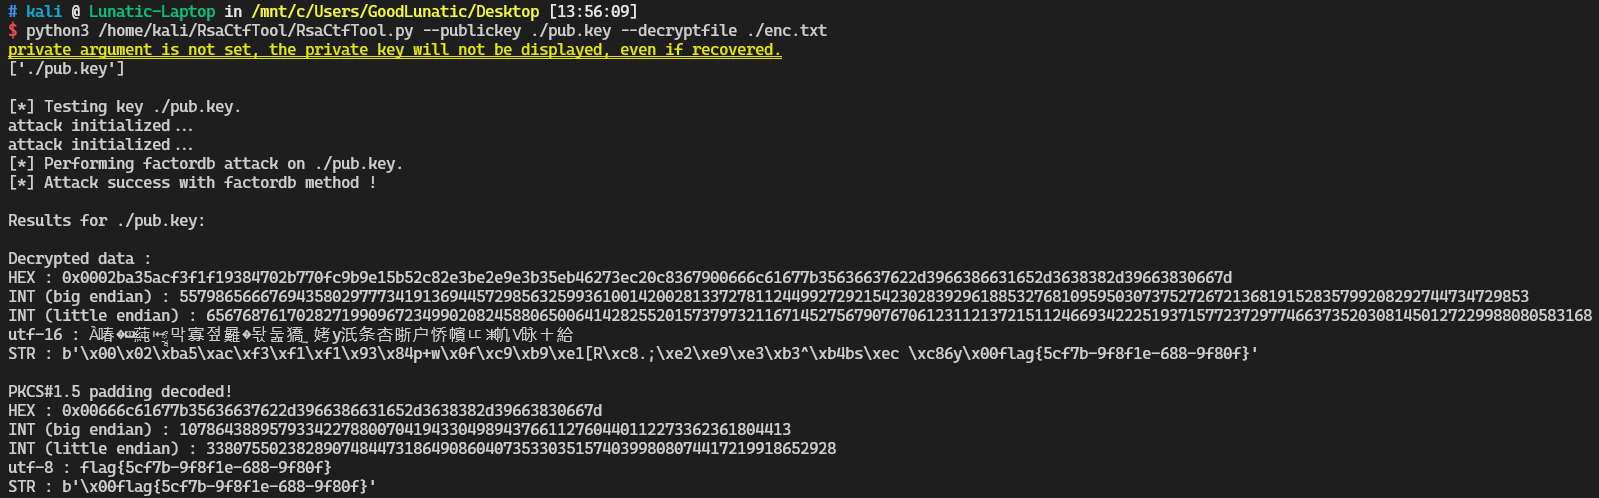 # kali @ Lunatic-Laptop in /mnt/c/Users/GoodLunatic/Desktop [13:56:09]
$ python3 /home/kali/RsaCtfTool/RsaCtfTool.py --publickey ./pub.key --decryptfile ./enc.txt
private argument is not set, the private key will not be displayed, even if recovered.
['./pub.key']
[*] Testing key ./pub.key.
attack initialized...
attack initialized...
[*] Performing factordb attack on ./pub.key.
[*] Attack success with factordb method !
Results for ./pub.key:
Decrypted data :
HEX : 0x0002ba35acf3f1f19384702b770fc9b9e15b52c82e3be2e9e3b35eb46273ec20c8367900666c61677b35636637622d3966386631652d3638382d39663830667d
INT (big endian) : 55798656667694358029777341913694457298563259936100142002813372781124499272921542302839296188532768109595030737527267213681915283579920829274473472985​3
INT (little endian) : 6567687617028271990967234990208245880650064142825520157379732116714527567907670612311213721511246693422251937157723729774663735203081450127229988080583168
utf-16 :
STR : b'\x00\x02\xba5\xac\xf3\xf1\xf1\x93\x84p+w\x0f\xc9\xb9\xe1[R\xc8.;\xe2\xe9\xe3\xb3^\xb4bs\xec \xc86y\x00flag{5cf7b-9f8f1e-688-9f80f}'
PKCS#1.5 padding decoded!
HEX : 0x00666c61677b35636637622d3966386631652d3638382d39663830667d
INT (big endian) : 10786438895793342278800704194330498943766112760440112273362361804413
INT (little endian) : 3380755023828907484473186490860407353303515740399808074417219918652928
utf-8 : flag{5cf7b-9f8f1e-688-9f80f}
STR : b'\x00flag{5cf7b-9f8f1e-688-9f80f}'